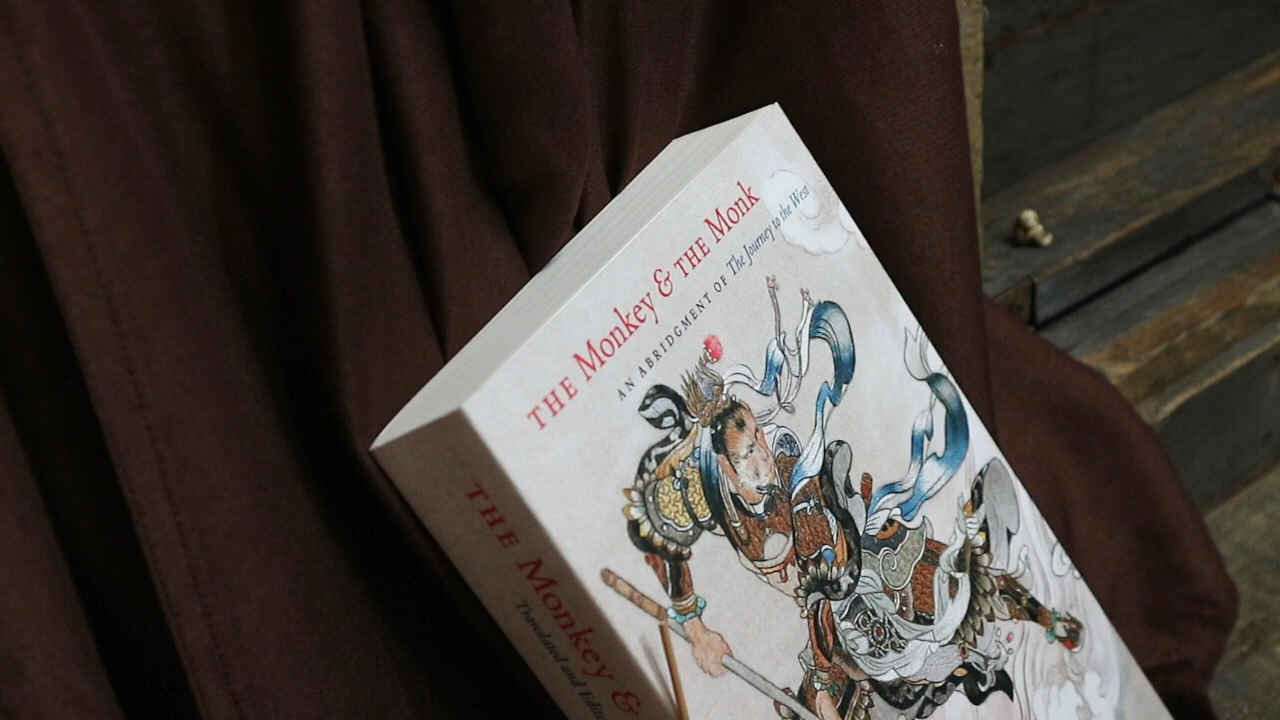 THE Monkey & THE Monk
AN ABRIDGMENT OF The Journey to the West
THE Monkey &
Translated and